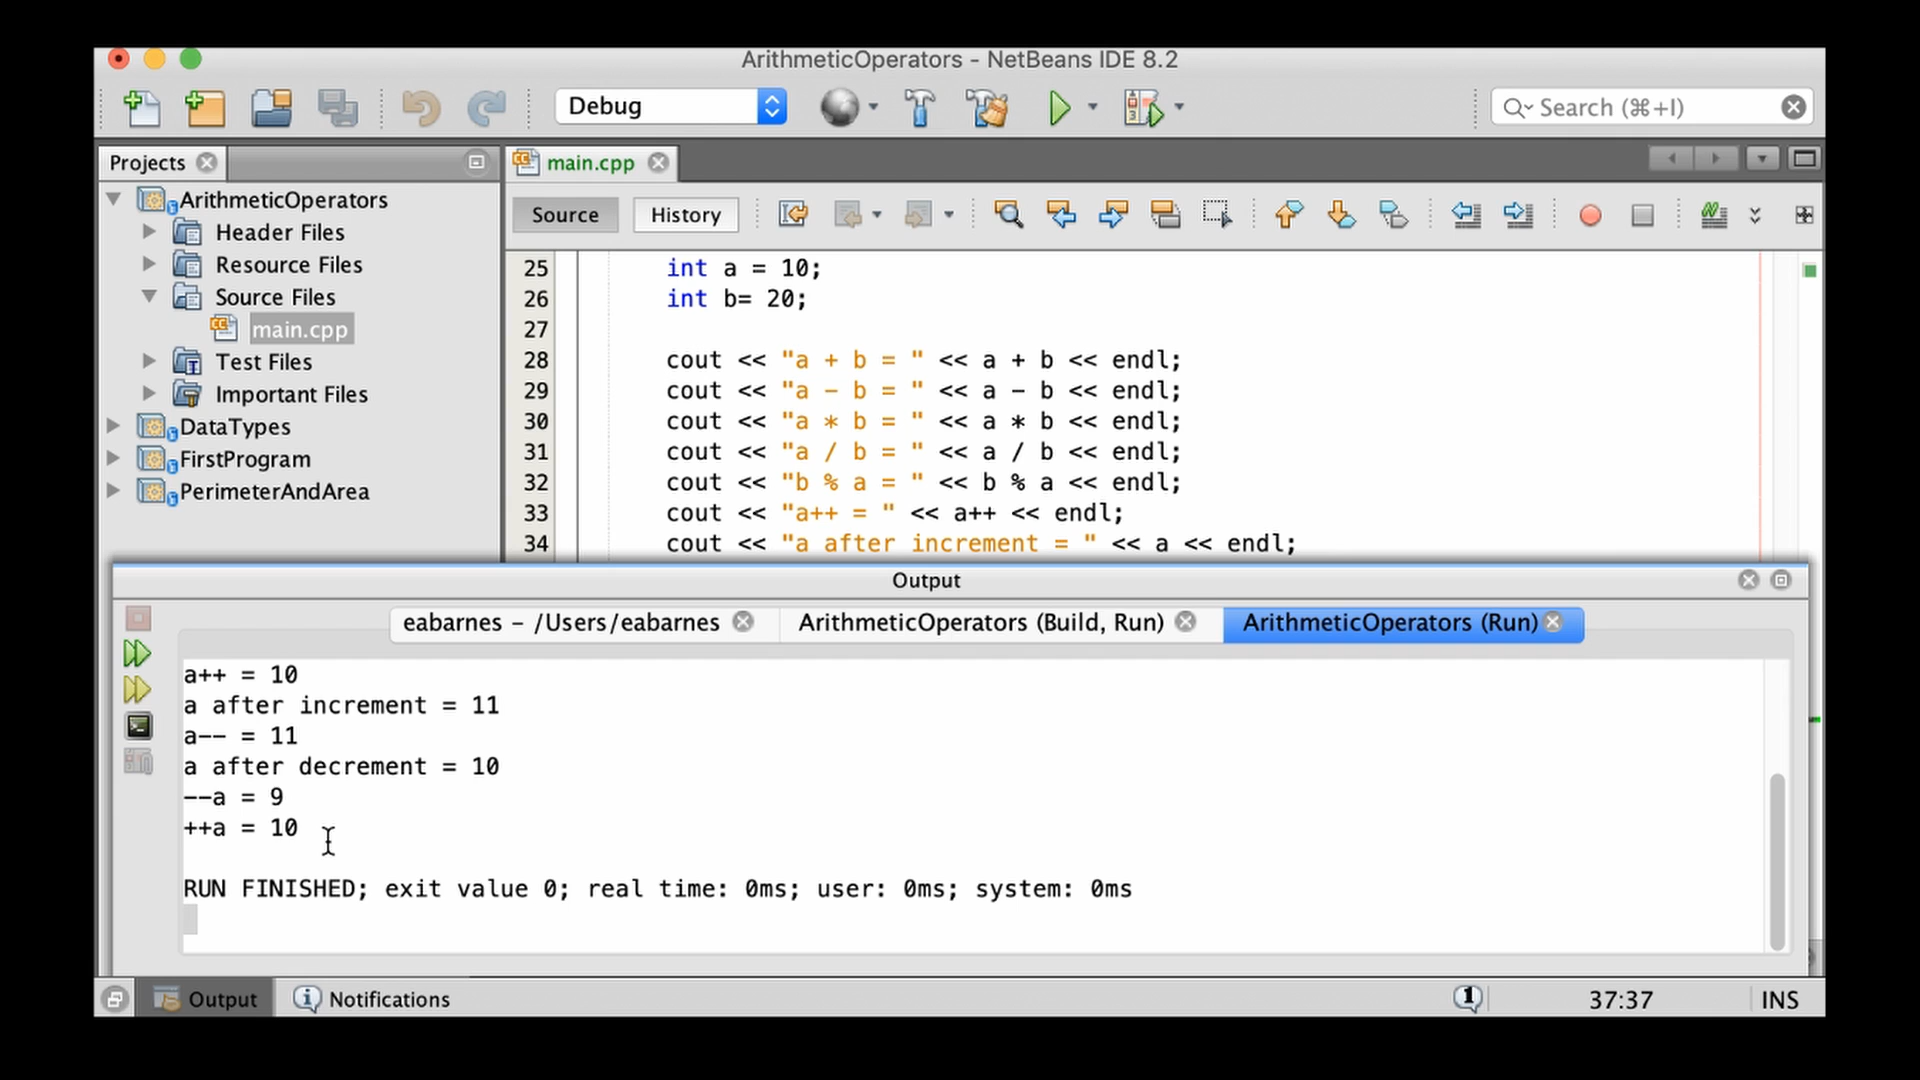 ArithmeticOperators - NetBeans IDE 8.2
Debug
Search (⌘+I)
Projects
main.cpp
ArithmeticOperators
Header Files
Resource Files
Source Files
main.cpp
Test Files
Important Files
DataTypes
FirstProgram
PerimeterAndArea
Source
History
25 int a = 10;
26 int b= 20;
27
28 cout << "a + b = " << a + b << endl;
29 cout << "a - b = " << a - b << endl;
30 cout << "a * b = " << a * b << endl;
31 cout << "a / b = " << a / b << endl;
32 cout << "b % a = " << b % a << endl;
33 cout << "a++ = " << a++ << endl;
34 cout << "a after increment = " << a << endl;
Output
eabarnes - /Users/eabarnes
ArithmeticOperators (Build, Run)
ArithmeticOperators (Run)
a++ = 10
a after increment = 11
a-- = 11
a after decrement = 10
--a = 9
++a = 10
RUN FINISHED; exit value 0; real time: 0ms; user: 0ms; system: 0ms
Output
Notifications
1
37:37
INS